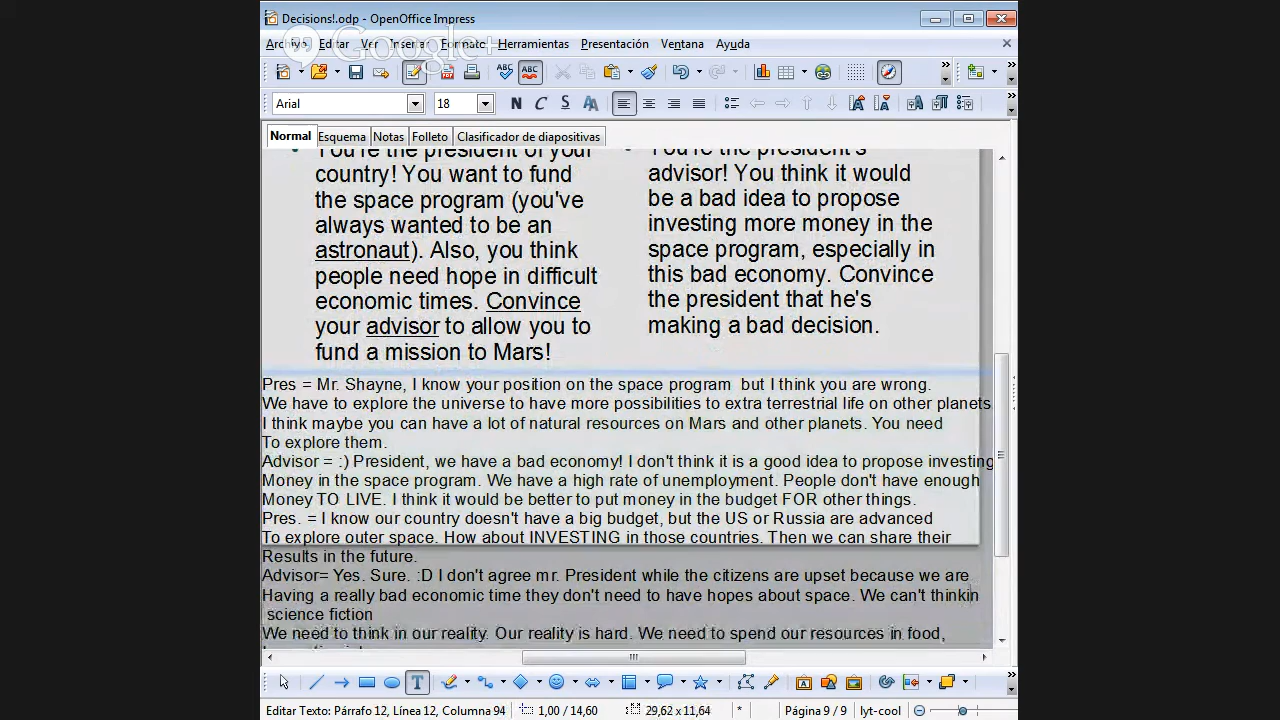 Decisions!.odp - OpenOffice Impress
Archivo Editar Ver Insertar Formato Herramientas Presentación Ventana Ayuda
Google+
Arial 18
Normal Esquema Notas Folleto Clasificador de diapositivas
You're the president of your
country! You want to fund
the space program (you've
always wanted to be an
astronaut). Also, you think
people need hope in difficult
economic times. Convince
your advisor to allow you to
fund a mission to Mars!
You're the president's
advisor! You think it would
be a bad idea to propose
investing more money in the
space program, especially in
this bad economy. Convince
the president that he's
making a bad decision.
Pres = Mr. Shayne, I know your position on the space program but I think you are wrong.
We have to explore the universe to have more possibilities to extra terrestrial life on other planets
I think maybe you can have a lot of natural resources on Mars and other planets. You need
To explore them.
Advisor = :) President, we have a bad economy! I don't think it is a good idea to propose investing
Money in the space program. We have a high rate of unemployment. People don't have enough
Money TO LIVE. I think it would be better to put money in the budget FOR other things.
Pres. = I know our country doesn't have a big budget, but the US or Russia are advanced
To explore outer space. How about INVESTING in those countries. Then we can share their
Results in the future.
Advisor= Yes. Sure. :D I don't agree mr. President while the citizens are upset because we are
Having a really bad economic time they don't need to have hopes about space. We can't thinkin
science fiction
We need to think in our reality. Our reality is hard. We need to spend our resources in food,
Editar Texto: Párrafo 12, Línea 12, Columna 94 1,00 / 14,60 29,62 x 11,64 * Página 9 / 9 lyt-cool